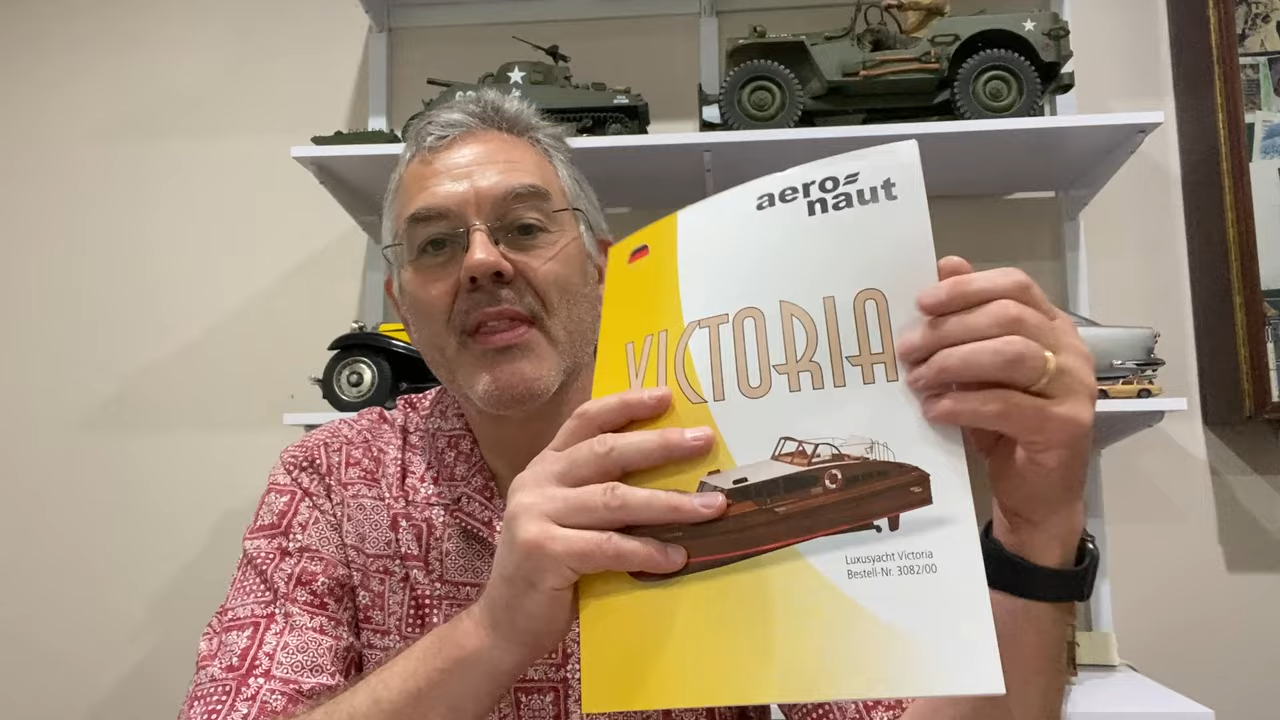 aero=
naut
VICTORIA
Luxusyacht Victoria
Bestell-Nr. 3082/00